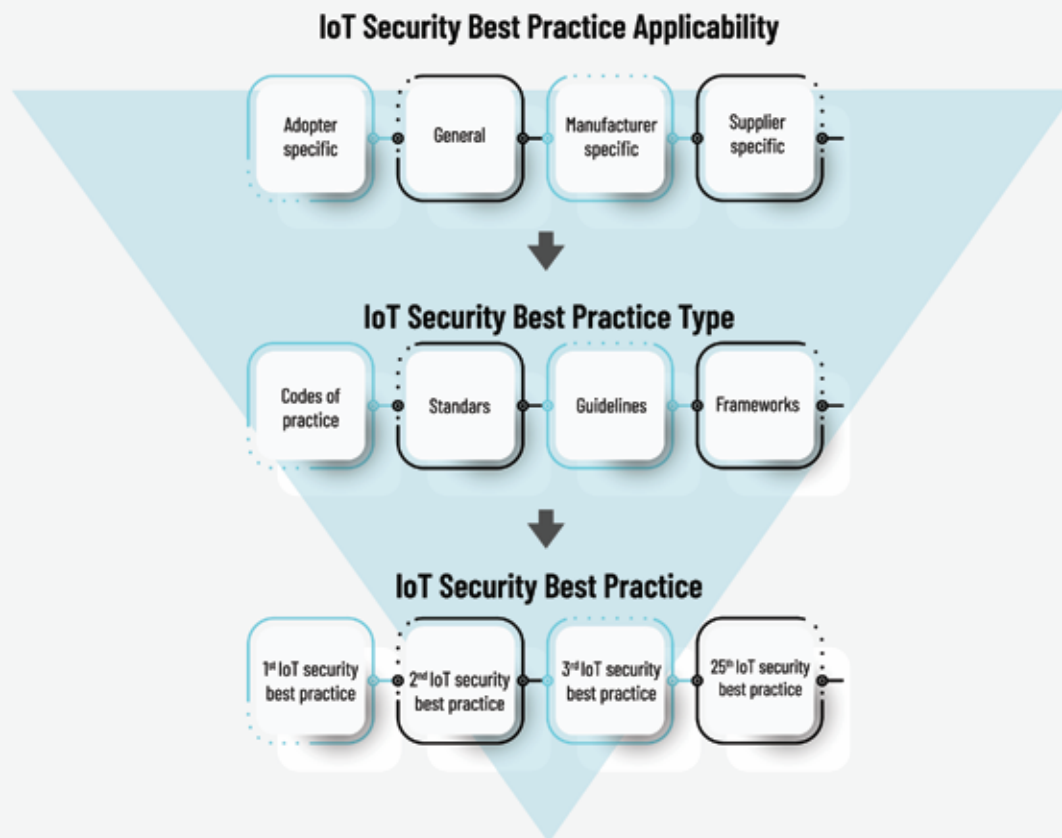 IoT Security Best Practice Applicability
Adopter
specific
General
Manufacturer
specific
Supplier
specific
IoT Security Best Practice Type
Codes of
practice
Standars
Guidelines
Frameworks
IoT Security Best Practice
1st IoT security
best practice
2nd IoT security
best practice
3rd IoT security
best practice
25th IoT security
best practice